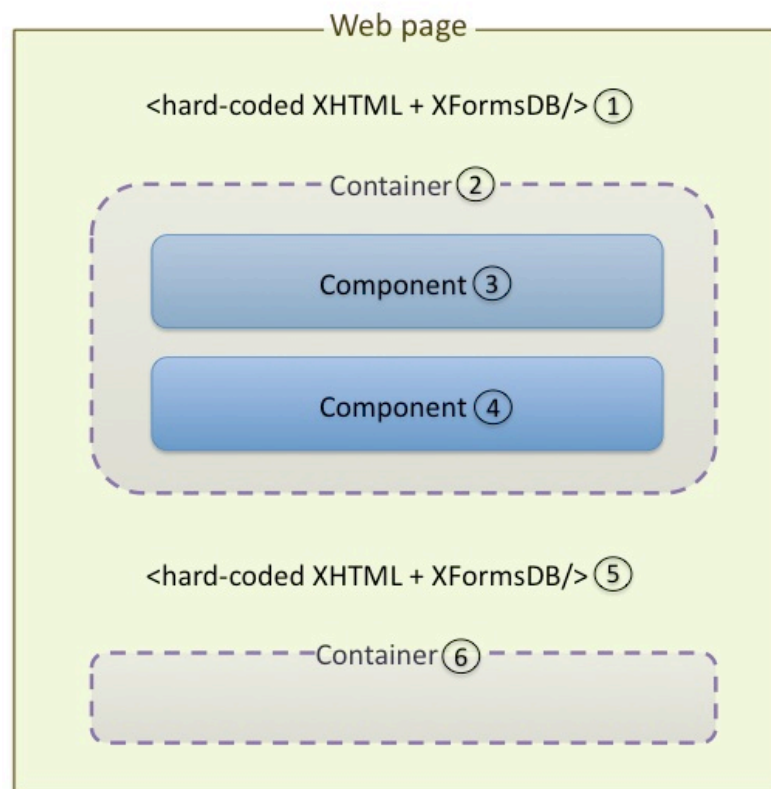 Web page
<hard-coded XHTML + XFormsDB/> 1
Container 2
Component 3
Component 4
<hard-coded XHTML + XFormsDB/> 5
Container 6